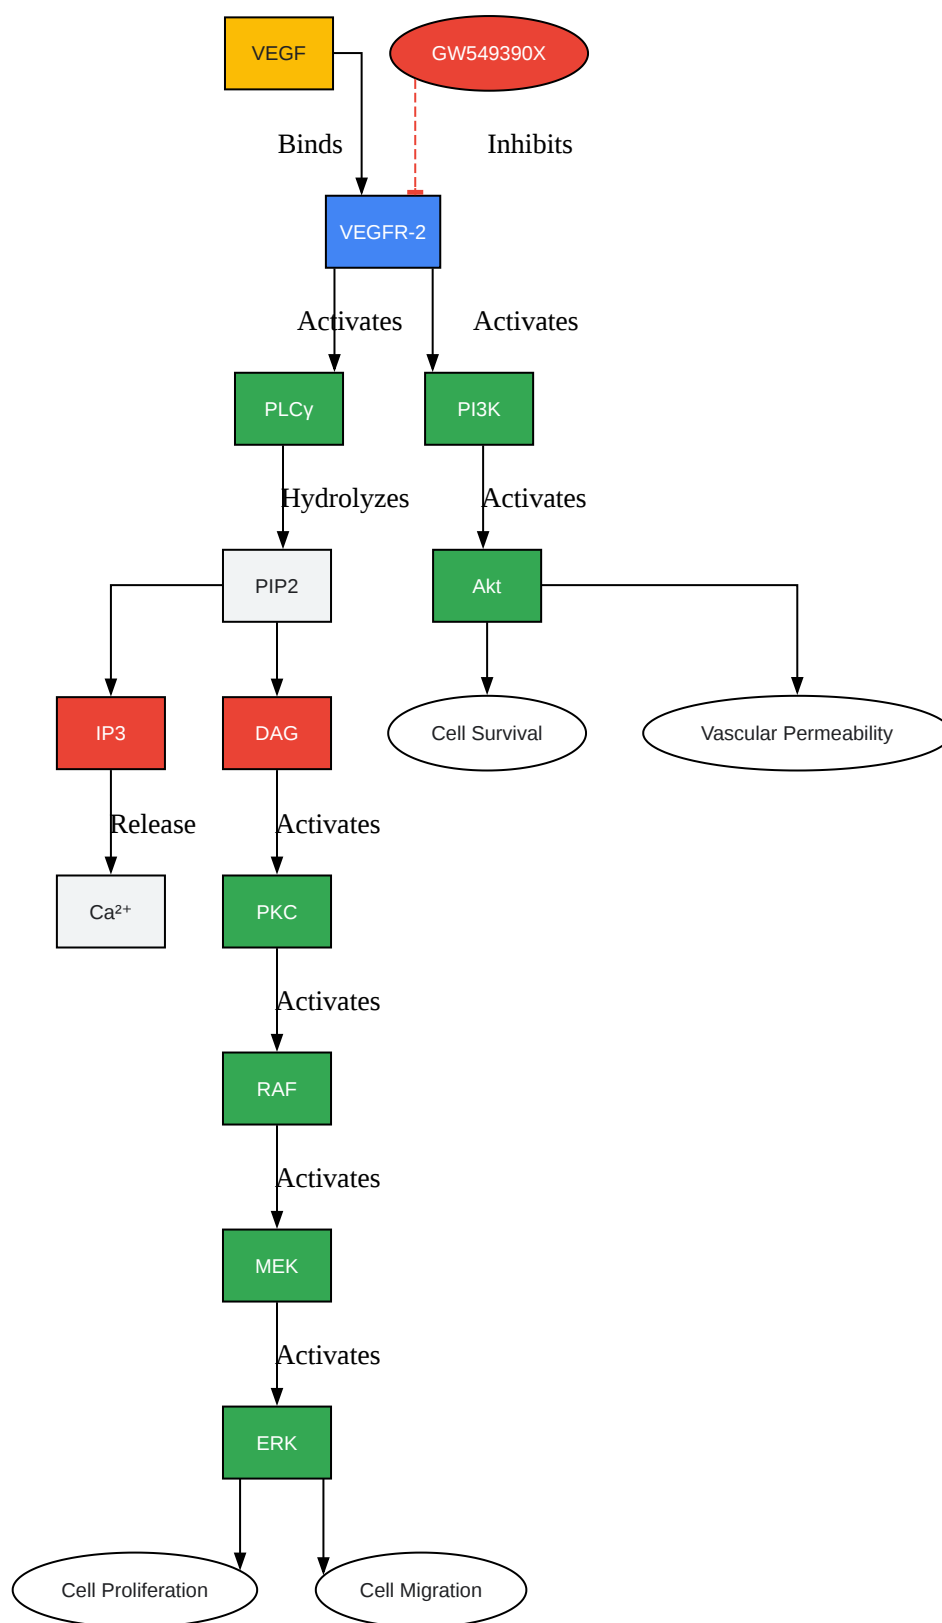 VEGF
GW549390X
Binds
Inhibits
VEGFR-2
Activates
Activates
PLCγ
PI3K
Hydrolyzes
Activates
PIP2
Akt
IP3
DAG
Cell Survival
Vascular Permeability
Release
Activates
Ca²⁺
PKC
Activates
RAF
Activates
MEK
Activates
ERK
Cell Proliferation
Cell Migration